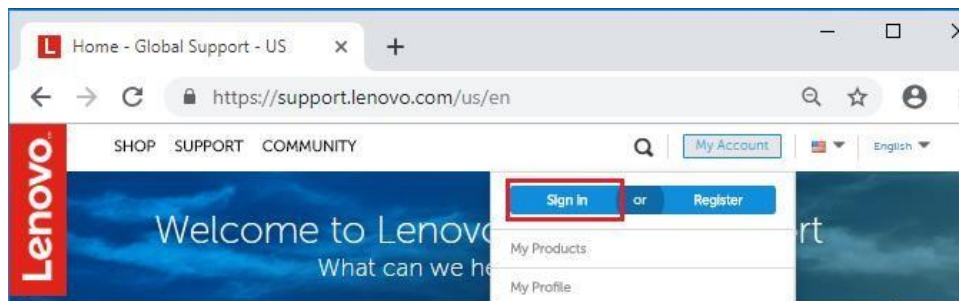 L Home - Global Support - US
https://support.lenovo.com/us/en
Lenovo.
SHOP SUPPORT COMMUNITY My Account English
Sign in or Register
Welcome to Lenovo rt
My Products
What can we he
My Profile